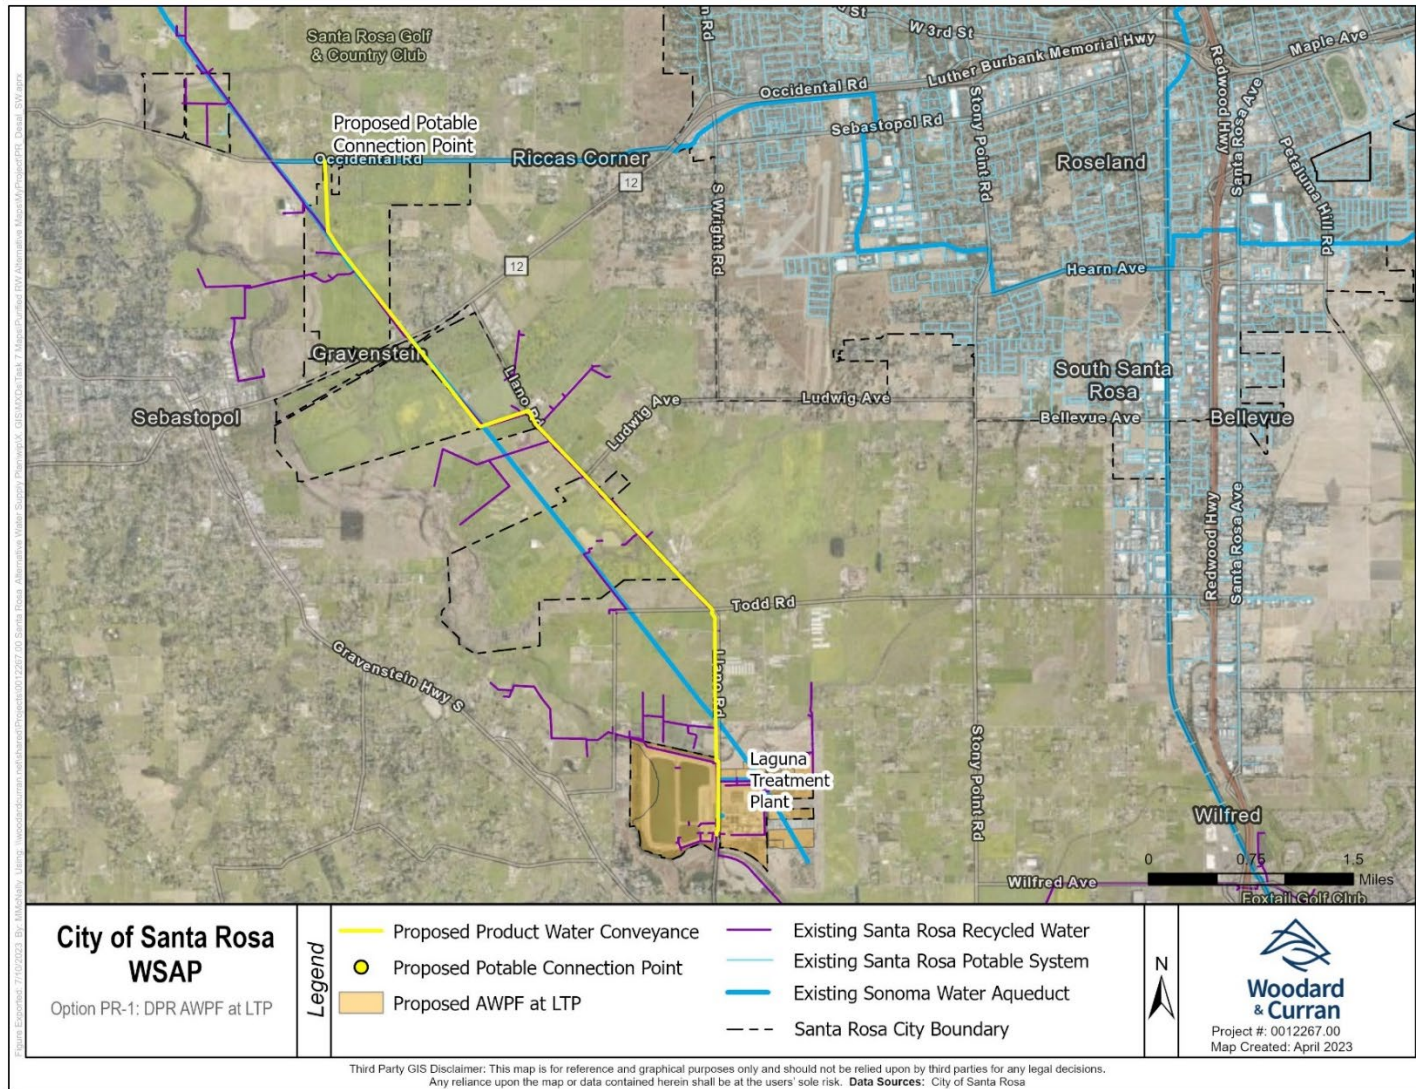 Santa Rosa Golf
& Country Club
W 3rd St
Maple Ave
Luther Burbank Memorial Hwy
Redwood Hwy
Santa Rosa Ave
Occidental Rd
Stony Point Rd
Proposed Potable
Connection Point
Sebastopol Rd
Petaluma Hill Rd
Occidental Rd
Riccas Corner
Roseland
12
S Wright Rd
12
Hearn Ave
Gravenstein
South Santa
Rosa
Llano Rd
Ludwig Ave
Ludwig Ave
Sebastopol
Bellevue Ave
Bellevue
Redwood Hwy
Santa Rosa Ave
Todd Rd
Gravenstein Hwy S
Llano Rd
Stony Point Rd
Laguna
Treatment
Plant
Wilfred
0 0.75 1.5
Miles
Wilfred Ave
Foxtail Golf Club
City of Santa Rosa
WSAP
Option PR-1: DPR AWPF at LTP
Legend
Proposed Product Water Conveyance
Proposed Potable Connection Point
Proposed AWPF at LTP
Existing Santa Rosa Recycled Water
Existing Santa Rosa Potable System
Existing Sonoma Water Aqueduct
Santa Rosa City Boundary
N
Woodard
& Curran
Project #: 0012267.00
Map Created: April 2023
Third Party GIS Disclaimer: This map is for reference and graphical purposes only and should not be relied upon by third parties for any legal decisions.
Any reliance upon the map or data contained herein shall be at the users' sole risk. Data Sources: City of Santa Rosa